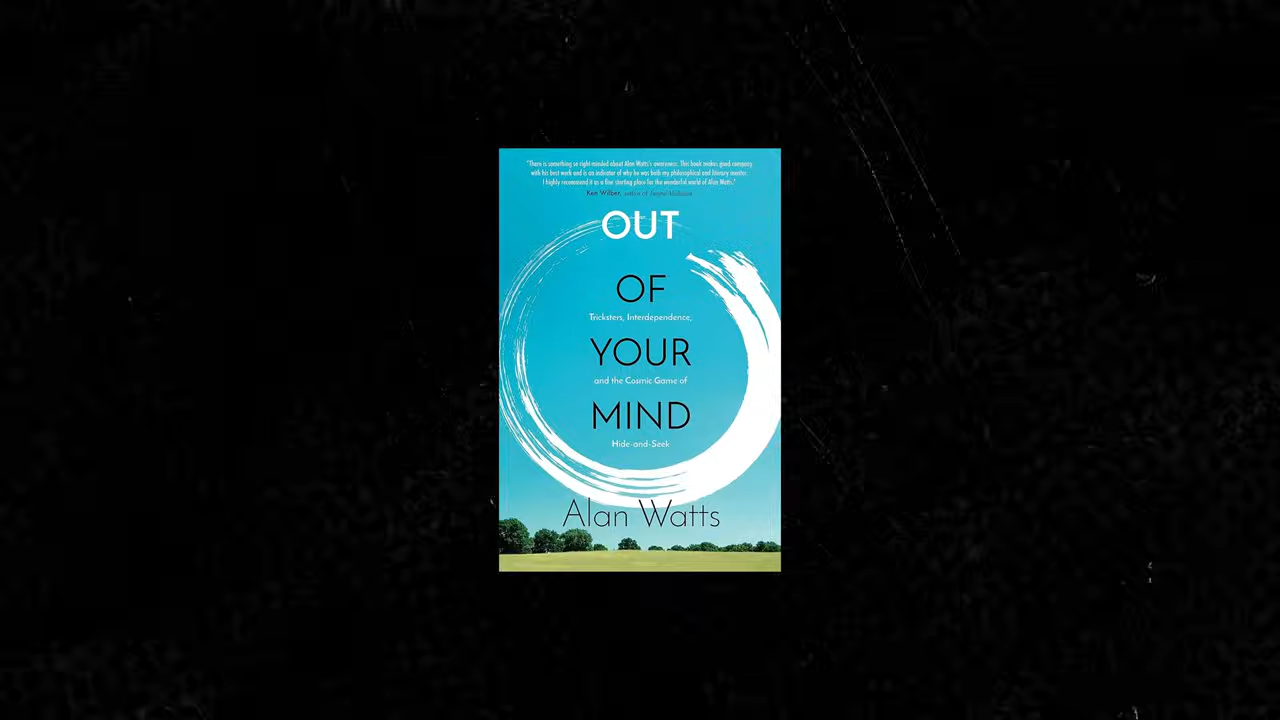 "There is something so right-minded about Alan Watts's awareness. This book makes good company
with his best work and is an indicator of why he was both my philosophical and literary mentor.
I highly recommend it as a fine starting place for the wonderful world of Alan Watts."
Ken Wilber, author of Integral Meditation
OUT
OF
Tricksters, Interdependence,
YOUR
and the Cosmic Game of
MIND
Hide-and-Seek
Alan Watts